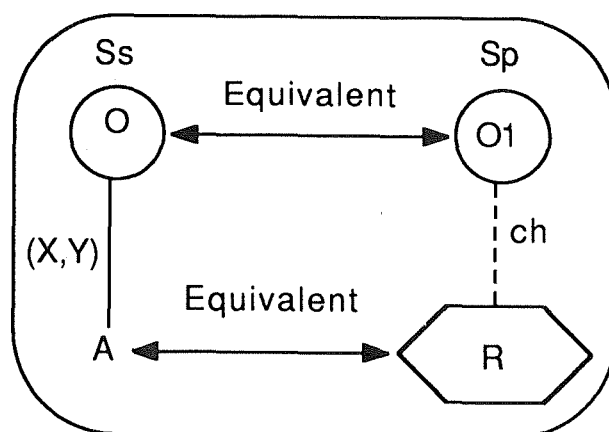 Ss Sp
Equivalent
O O1
(X,Y) ch
Equivalent
A R